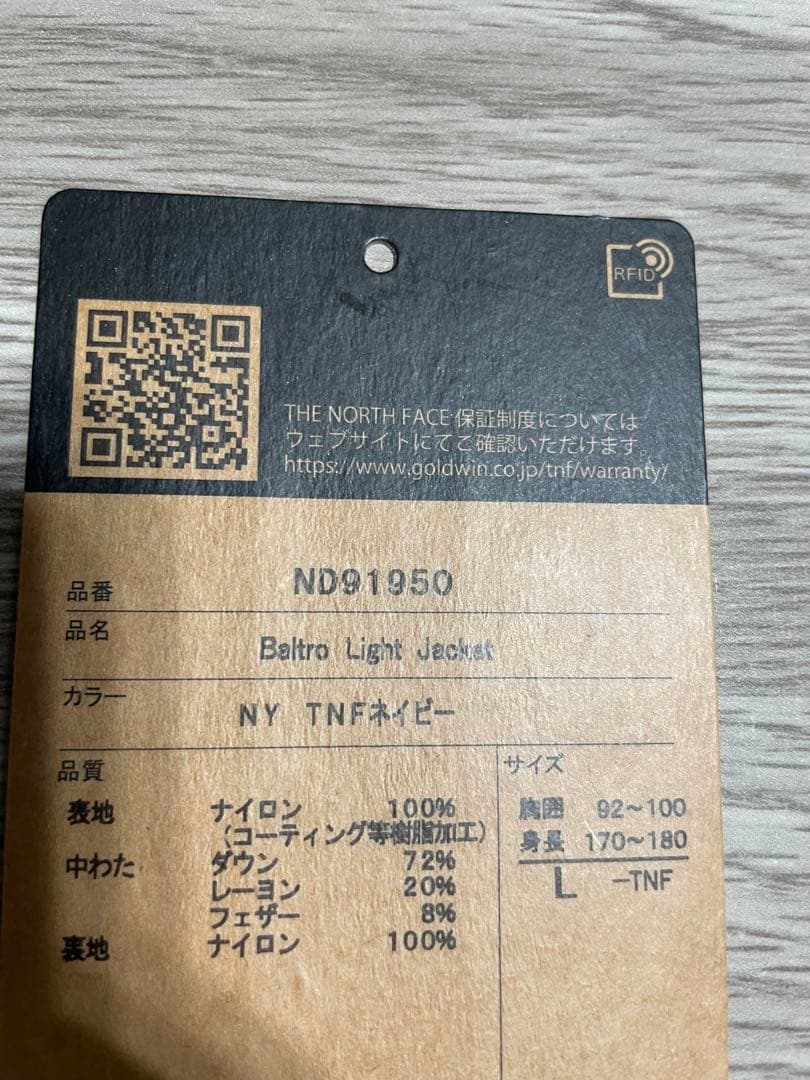 RFID
THE NORTH FACE 保証制度については
ウェブサイトにてご確認いただけます。
https://www.goldwin.co.jp/tnf/warranty/
品番 ND91950
品名 Baltro Light Jacket
カラー NY TNFネイビー
品質
表地 ナイロン 100%
(コーティング等樹脂加工)
中わた ダウン 72%
レーヨン 20%
フェザー 8%
裏地 ナイロン 100%
サイズ
胸囲 92~100
身長 170~180
L -TNF